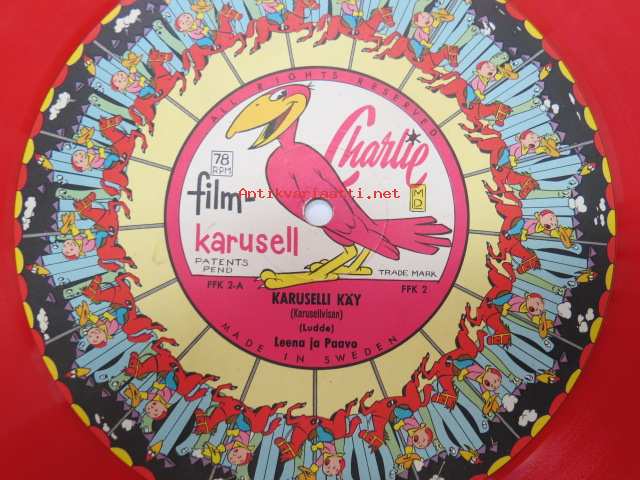 ALL RIGHTS RESERVED
Charlie
78
RPM
Antikvariaatti.net
MD
film
karusell
PATENTS
PEND
TRADE MARK
FFK 2-A
KARUSELLI KÄY
FFK 2
(Karusellvisan)
(Ludde)
Leena ja Paavo
MADE IN SWEDEN